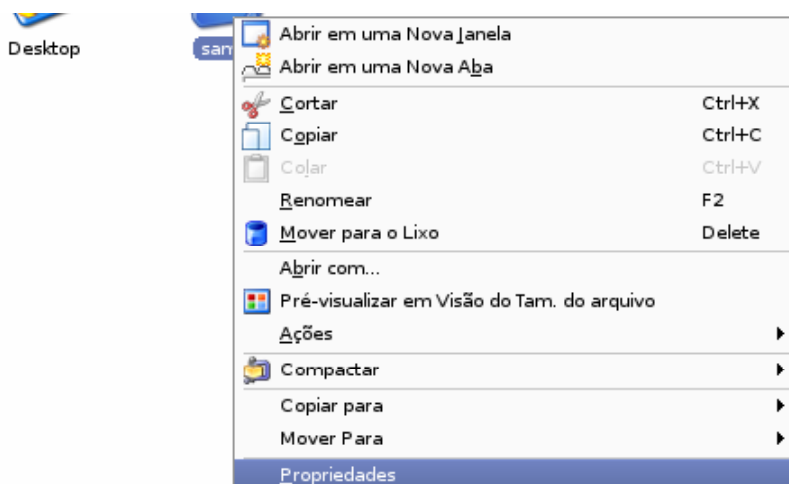 Desktop
Abrir em uma Nova Janela
Abrir em uma Nova Aba
Cortar Ctrl+X
Copiar Ctrl+C
Colar Ctrl+V
Renomear F2
Mover para o Lixo Delete
Abrir com...
Pré-visualizar em Visão do Tam. do arquivo
Ações
Compactar
Copiar para
Mover Para
Propriedades